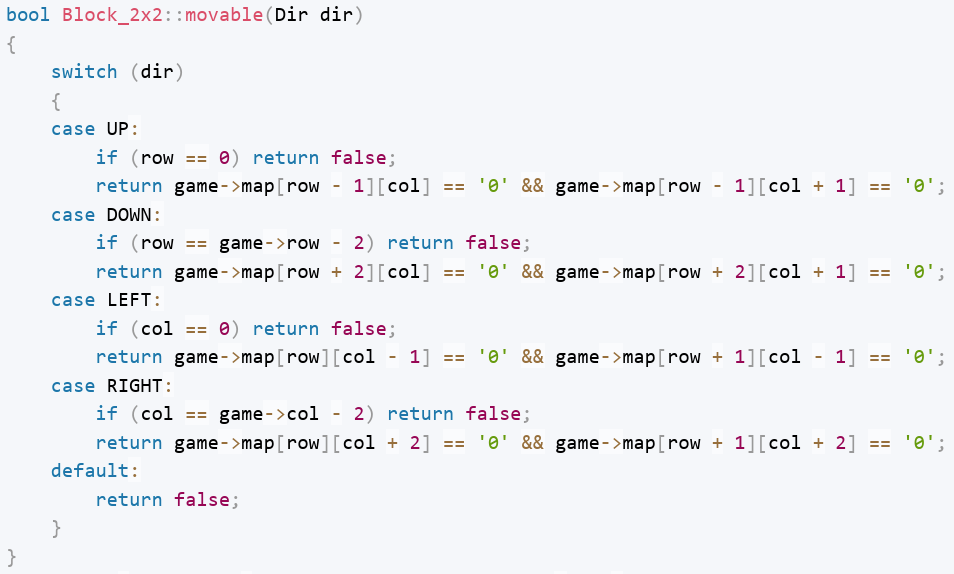 bool Block_2x2::movable(Dir dir)
{
    switch (dir)
    {
    case UP:
        if (row == 0) return false;
        return game->map[row - 1][col] == '0' && game->map[row - 1][col + 1] == '0';
    case DOWN:
        if (row == game->row - 2) return false;
        return game->map[row + 2][col] == '0' && game->map[row + 2][col + 1] == '0';
    case LEFT:
        if (col == 0) return false;
        return game->map[row][col - 1] == '0' && game->map[row + 1][col - 1] == '0';
    case RIGHT:
        if (col == game->col - 2) return false;
        return game->map[row][col + 2] == '0' && game->map[row + 1][col + 2] == '0';
    default:
        return false;
    }
}